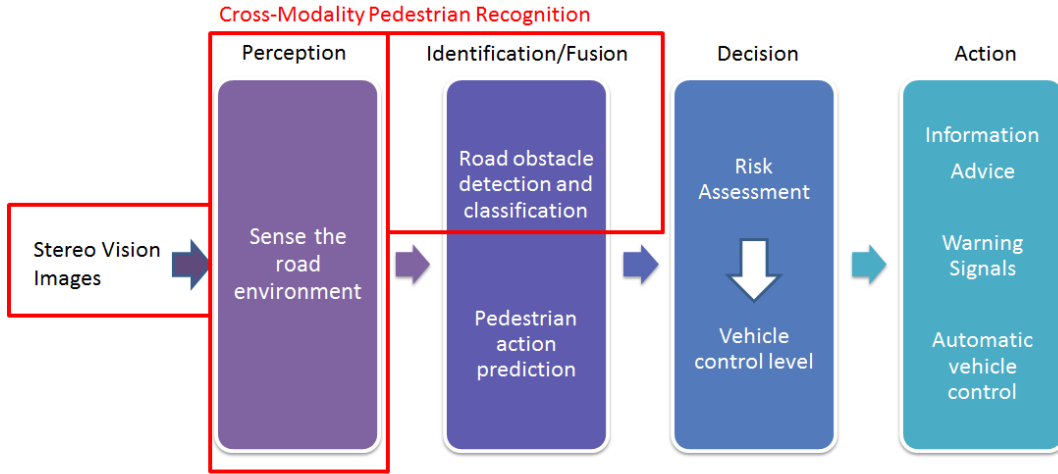 Cross-Modality Pedestrian Recognition
Perception
Identification/Fusion
Decision
Action
Stereo Vision
Images
Sense the
road
environment
Road obstacle
detection and
classification
Pedestrian
action
prediction
Risk
Assessment
Vehicle
control level
Information
Advice
Warning
Signals
Automatic
vehicle
control